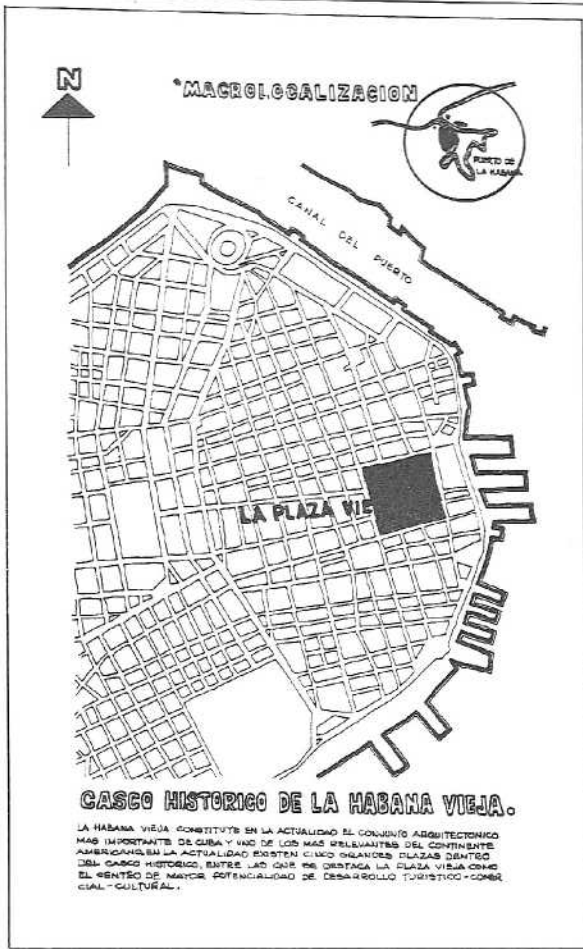 N
"MACROLOCALIZACION
PUERTO DE
LA HABANA
CANAL DEL PUERTO
LA PLAZA VIE
CASCO HISTORICO DE LA HABANA VIEJA.
LA HABANA VIEJA CONSTITUYE EN LA ACTUALIDAD EL CONJUNTO ARQUITECTONICO
MAS IMPORTANTE DE CUBA Y UNO DE LOS MAS RELEVANTES DEL CONTINENTE
AMERICANO, EN LA ACTUALIDAD EXISTEN CINCO GRANDES PLAZAS DENTRO
DEL CASCO HISTORICO, ENTRE LAS QUE SE DESTACA LA PLAZA VIEJA COMO
EL CENTRO DE MAYOR POTENCIALIDAD DE DESARROLLO TURISTICO-COMER
CIAL-CULTURAL.